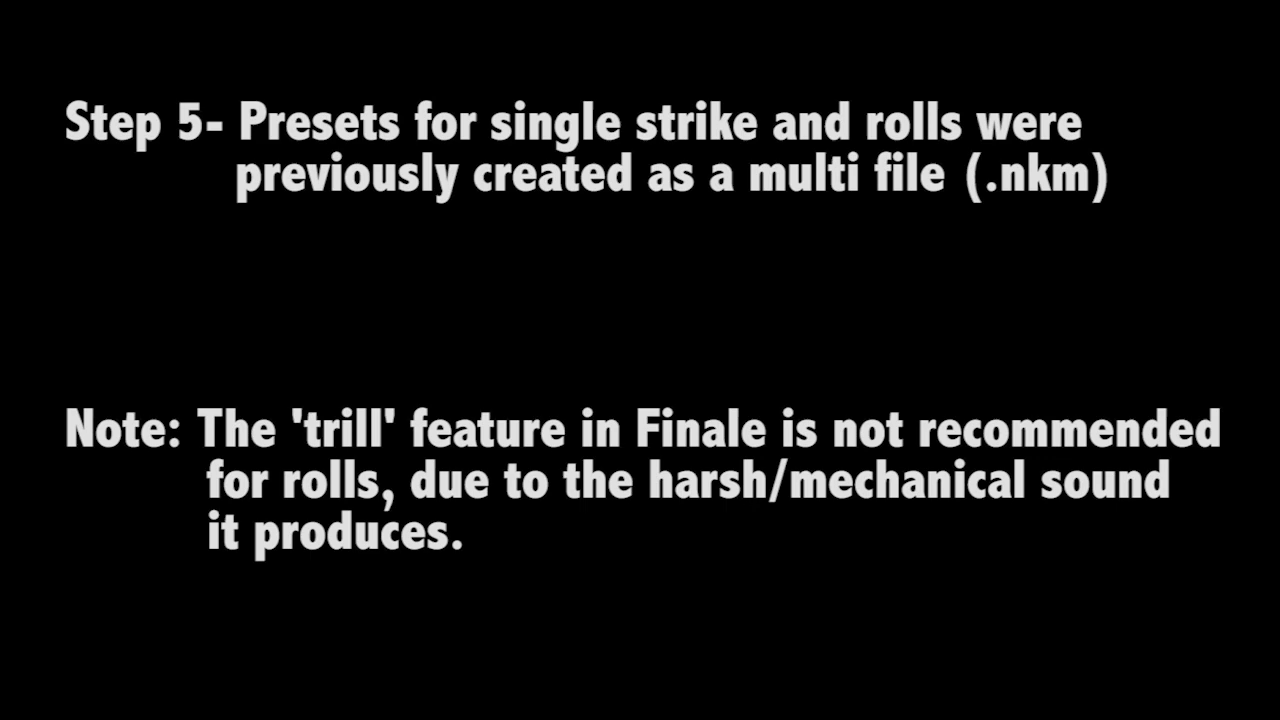 Step 5- Presets for single strike and rolls were
previously created as a multi file (.nkm)
Note: The 'trill' feature in Finale is not recommended
for rolls, due to the harsh/mechanical sound
it produces.